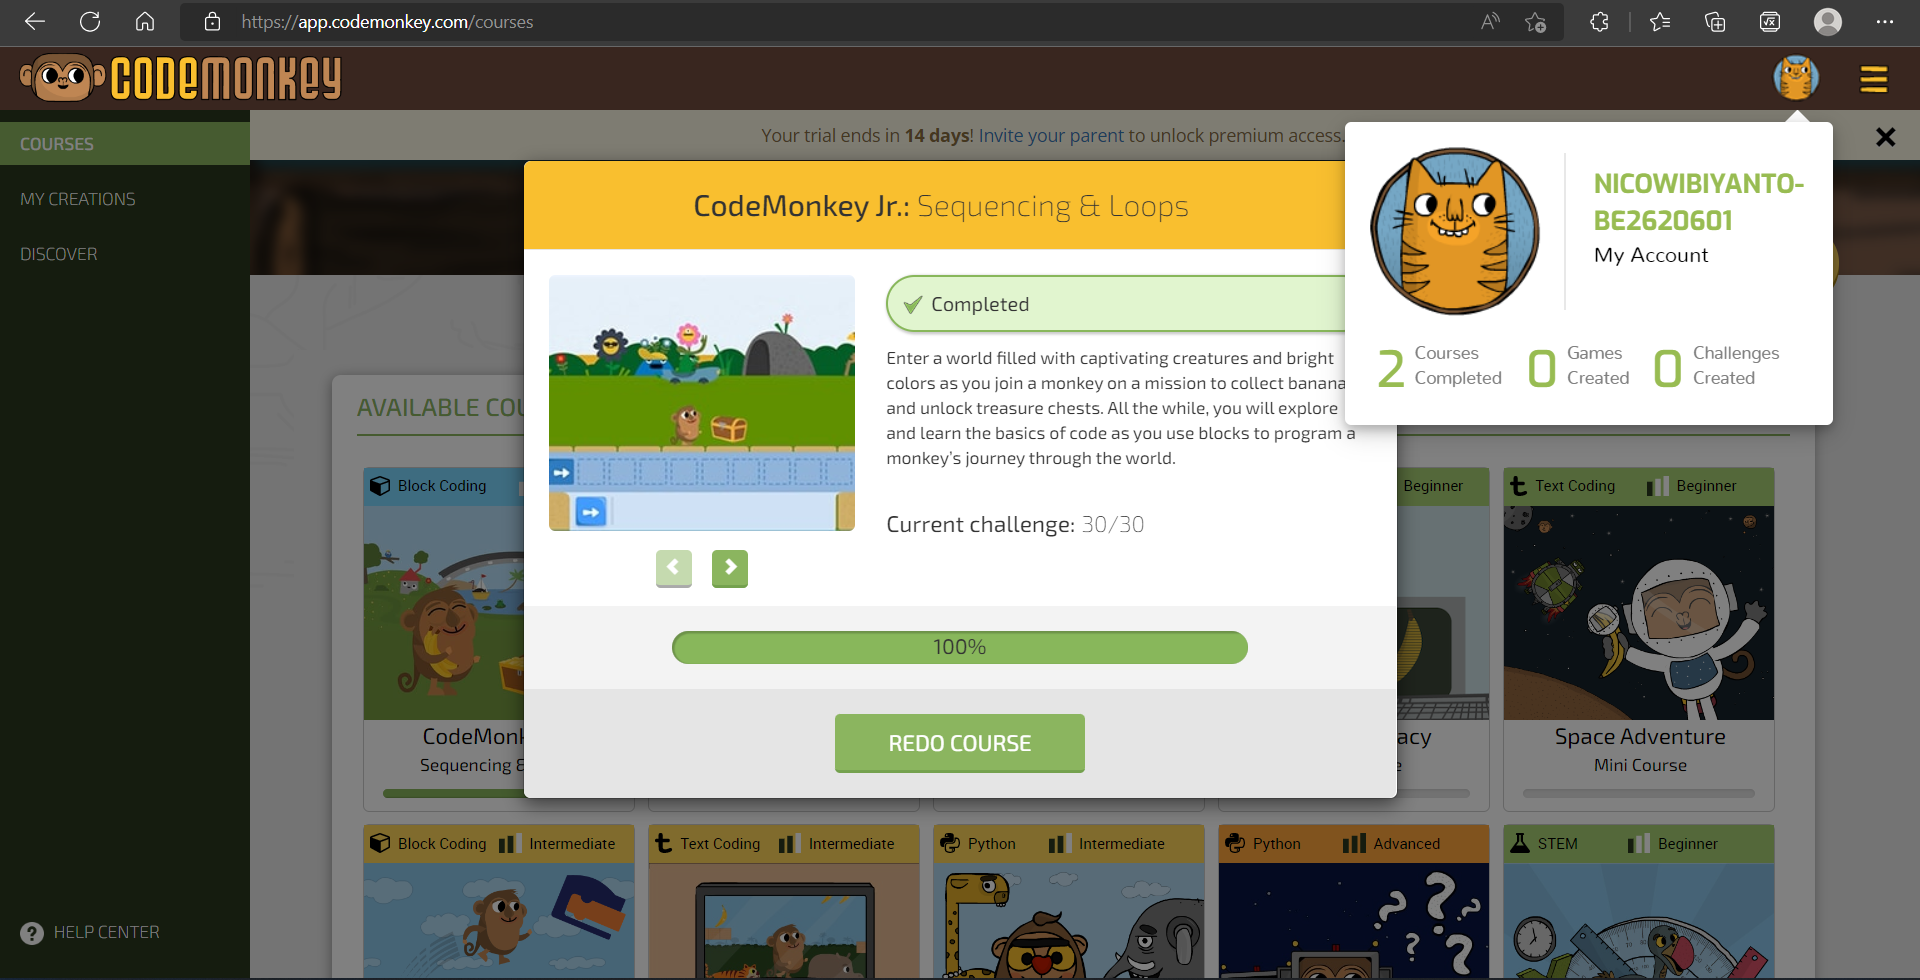 https://app.codemonkey.com/courses
CODEMONKEY
COURSES
MY CREATIONS
DISCOVER
HELP CENTER
Your trial ends in 14 days! Invite your parent to unlock premium access.
NICOWIBIYANTO-
BE2620601
My Account
2 Courses Completed
0 Games Created
0 Challenges Created
CodeMonkey Jr.: Sequencing & Loops
Completed
Enter a world filled with captivating creatures and bright
colors as you join a monkey on a mission to collect banana
and unlock treasure chests. All the while, you will explore
and learn the basics of code as you use blocks to program a
monkey's journey through the world.
Current challenge: 30/30
100%
REDO COURSE
AVAILABLE COU
Block Coding
Beginner
Text Coding Beginner
CodeMonk
Sequencing &
acy
e
Space Adventure
Mini Course
Block Coding Intermediate
Text Coding Intermediate
Python Intermediate
Python Advanced
STEM Beginner